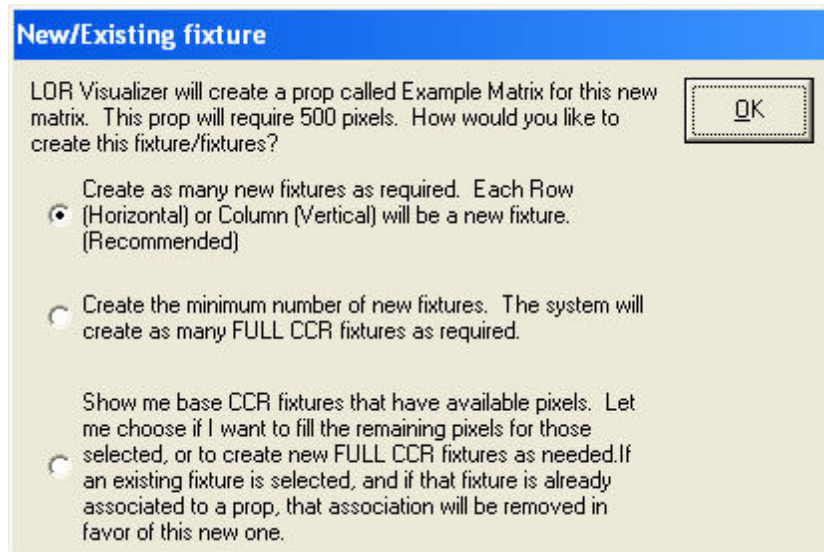 New/Existing fixture
LOR Visualizer will create a prop called Example Matrix for this new
matrix.  This prop will require 500 pixels.  How would you like to
create this fixture/fixtures?
OK
Create as many new fixtures as required.  Each Row
(Horizontal) or Column (Vertical) will be a new fixture.
(Recommended)
Create the minimum number of new fixtures.  The system will
create as many FULL CCR fixtures as required.
Show me base CCR fixtures that have available pixels.  Let
me choose if I want to fill the remaining pixels for those
selected, or to create new FULL CCR fixtures as needed.If
an existing fixture is selected, and if that fixture is already
associated to a prop, that association will be removed in
favor of this new one.